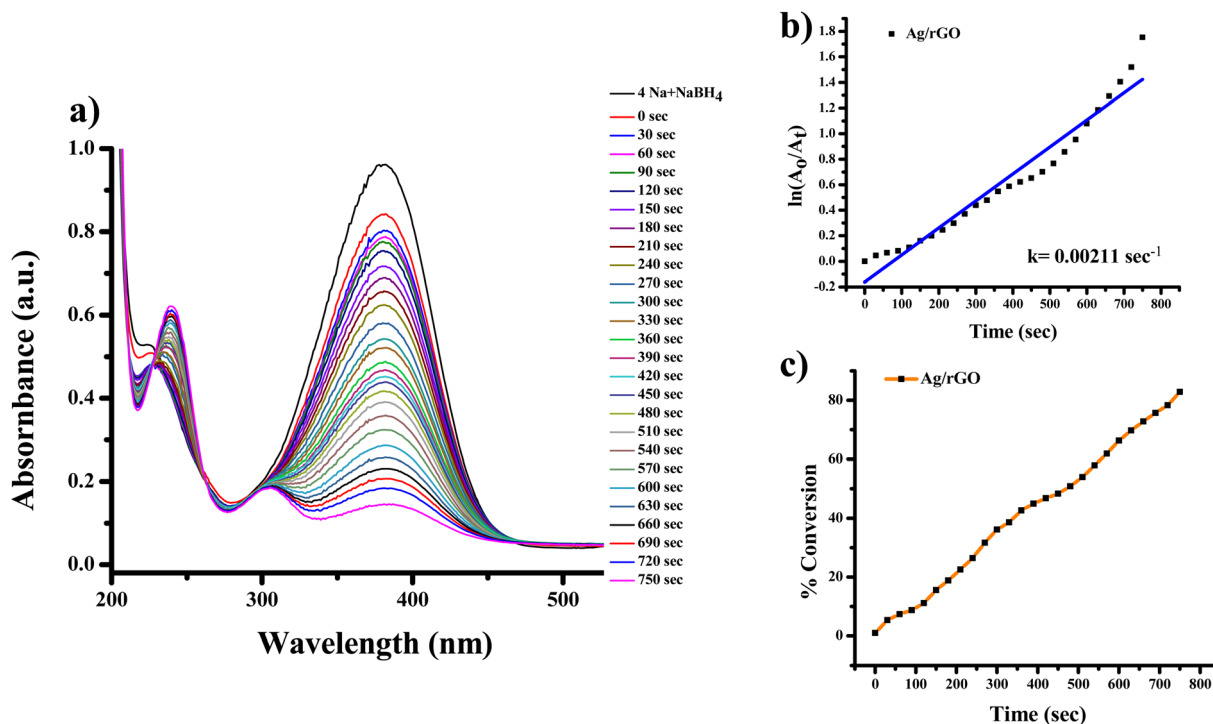 a)
4 Na+NaBH4
0 sec
30 sec
60 sec
90 sec
120 sec
150 sec
180 sec
210 sec
240 sec
270 sec
300 sec
330 sec
360 sec
390 sec
420 sec
450 sec
480 sec
510 sec
540 sec
570 sec
600 sec
630 sec
660 sec
690 sec
720 sec
750 sec
1.0
0.8
0.6
0.4
0.2
0.0
Absornbance (a.u.)
200 300 400 500
Wavelength (nm)
b)
Ag/rGO
1.8
1.6
1.4
1.2
1.0
0.8
0.6
0.4
0.2
0.0
-0.2
ln(Ao/At)
k= 0.00211 sec-1
0 100 200 300 400 500 600 700 800
Time (sec)
c)
Ag/rGO
80
60
40
20
0
% Conversion
0 100 200 300 400 500 600 700 800
Time (sec)